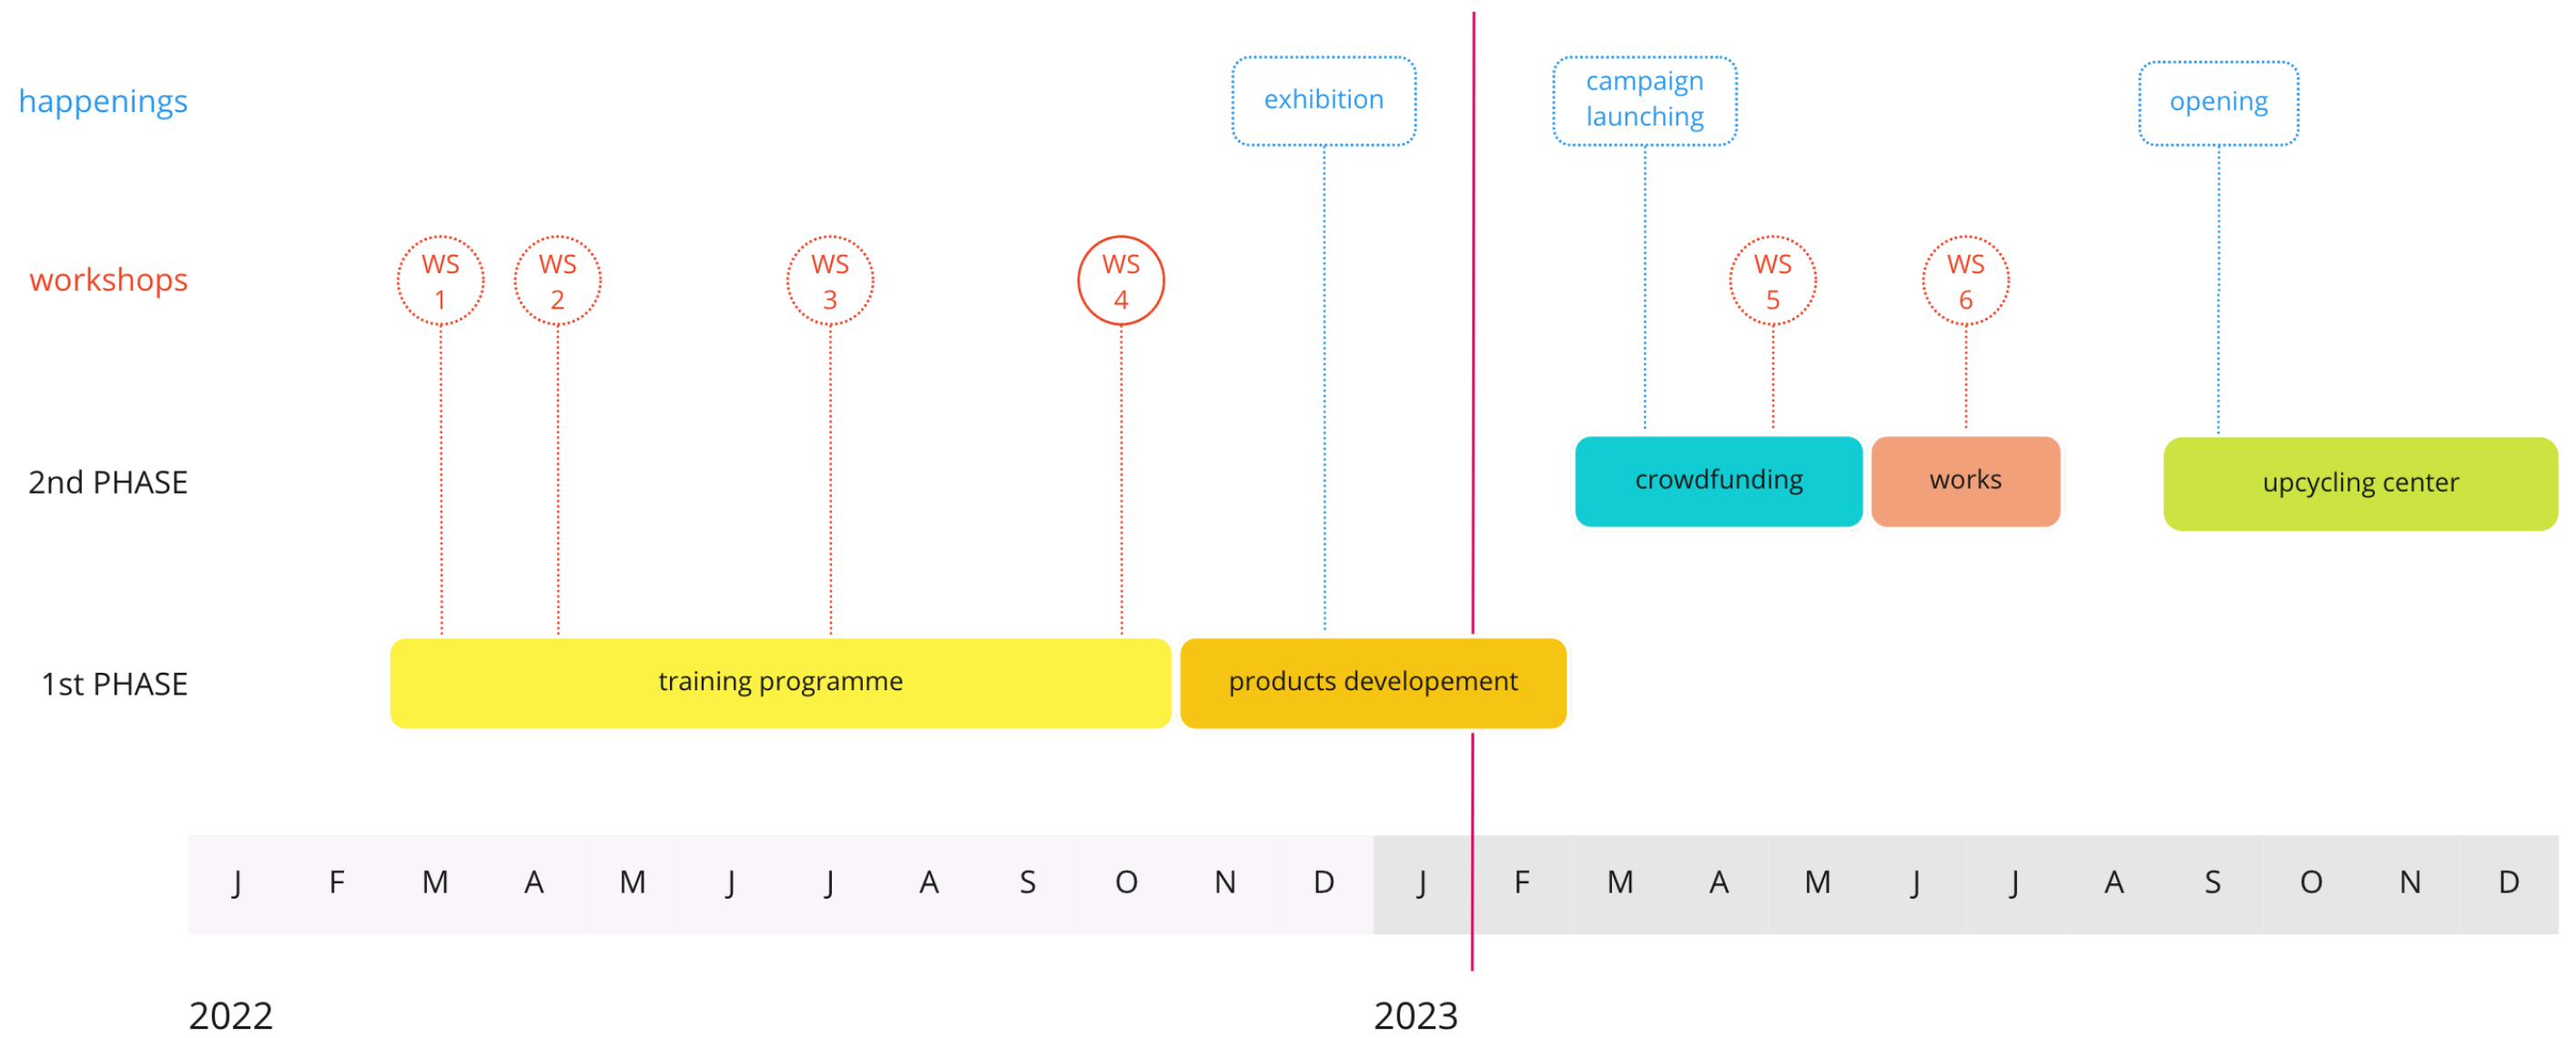 happenings
exhibition
campaign
launching
opening
workshops
WS
1
WS
2
WS
3
WS
4
WS
5
WS
6
2nd PHASE
crowdfunding
works
upcycling center
1st PHASE
training programme
products developement
J F M A M J J A S O N D J F M A M J J A S O N D
2022
2023